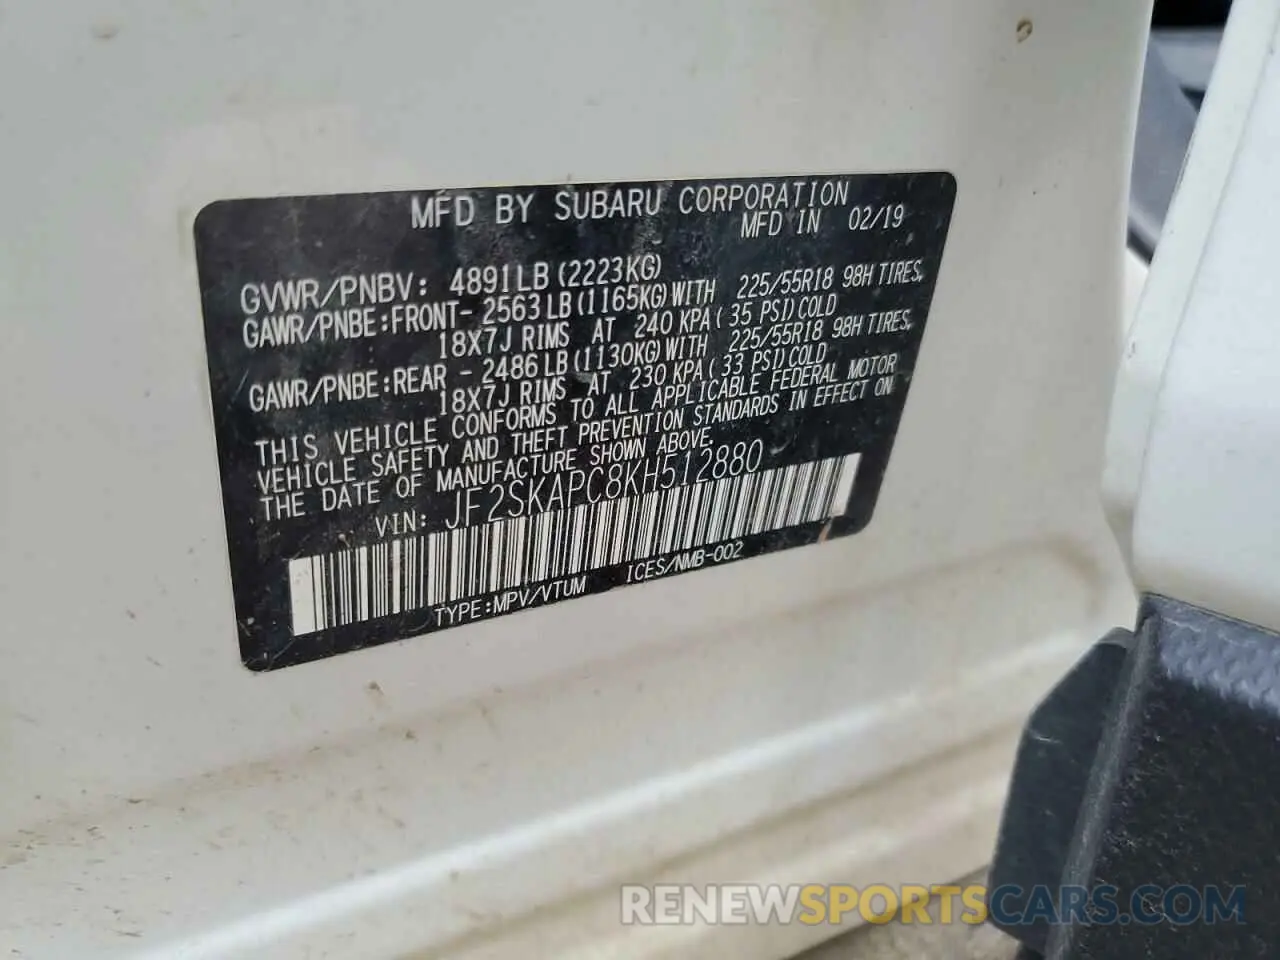 MFD BY SUBARU CORPORATION
MFD IN 02/19
GVWR/PNBV: 4891LB (2223KG)
GAWR/PNBE:FRONT- 2563LB (1165KG) WITH 225/55R18 98H TIRES,
18X7J RIMS AT 240 KPA ( 35 PSI) COLD
GAWR/PNBE:REAR - 2486LB (1130KG) WITH 225/55R18 98H TIRES,
18X7J RIMS AT 230 KPA ( 33 PSI) COLD
THIS VEHICLE CONFORMS TO ALL APPLICABLE FEDERAL MOTOR
VEHICLE SAFETY AND THEFT PREVENTION STANDARDS IN EFFECT ON
THE DATE OF MANUFACTURE SHOWN ABOVE.
VIN: JF2SKAPC8KH512880
TYPE:MPV/VTUM ICES/NMB-002
RENEWSPORTSCARS.COM